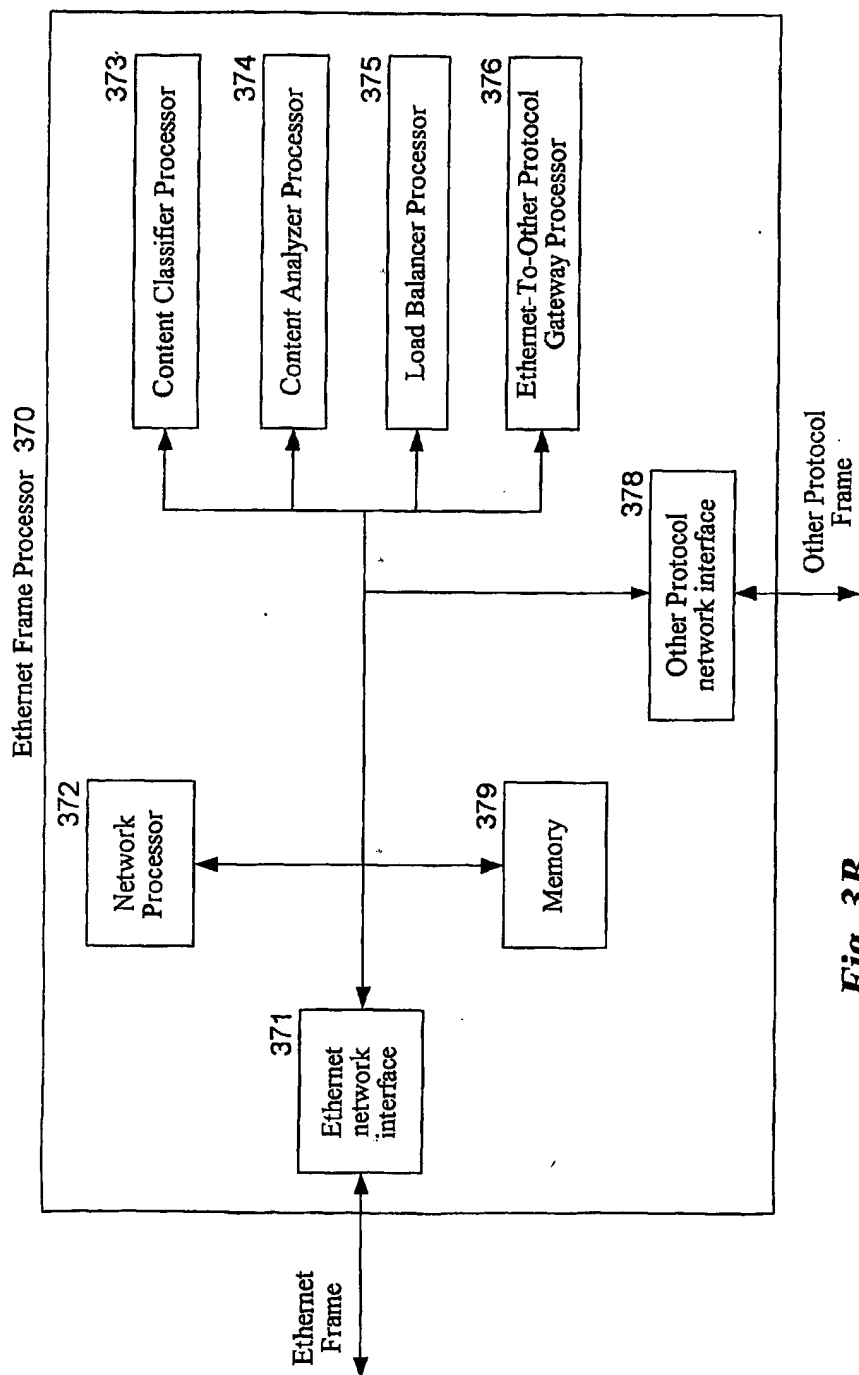 Ethernet Frame Processor 370
Ethernet
Frame
371
Ethernet
network
interface
372
Network
Processor
379
Memory
373
Content Classifier Processor
374
Content Analyzer Processor
375
Load Balancer Processor
376
Ethernet-To-Other Protocol
Gateway Processor
378
Other Protocol
network interface
Other Protocol
Frame